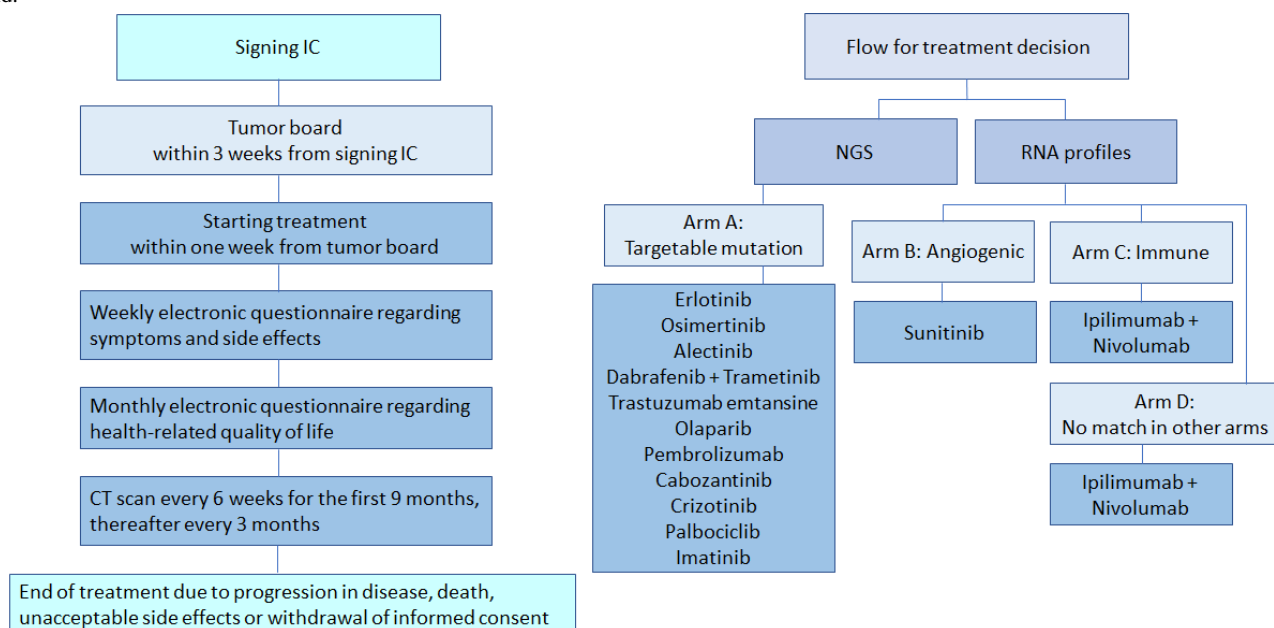 Signing IC
Tumor board
within 3 weeks from signing IC
Starting treatment
within one week from tumor board
Weekly electronic questionnaire regarding
symptoms and side effects
Monthly electronic questionnaire regarding
health-related quality of life
CT scan every 6 weeks for the first 9 months,
thereafter every 3 months
End of treatment due to progression in disease, death,
unacceptable side effects or withdrawal of informed consent
Flow for treatment decision
NGS
RNA profiles
Arm A:
Targetable mutation
Erlotinib
Osimertinib
Alectinib
Dabrafenib + Trametinib
Trastuzumab emtansine
Olaparib
Pembrolizumab
Cabozantinib
Crizotinib
Palbociclib
Imatinib
Arm B: Angiogenic
Sunitinib
Arm C: Immune
Ipilimumab +
Nivolumab
Arm D:
No match in other arms
Ipilimumab +
Nivolumab